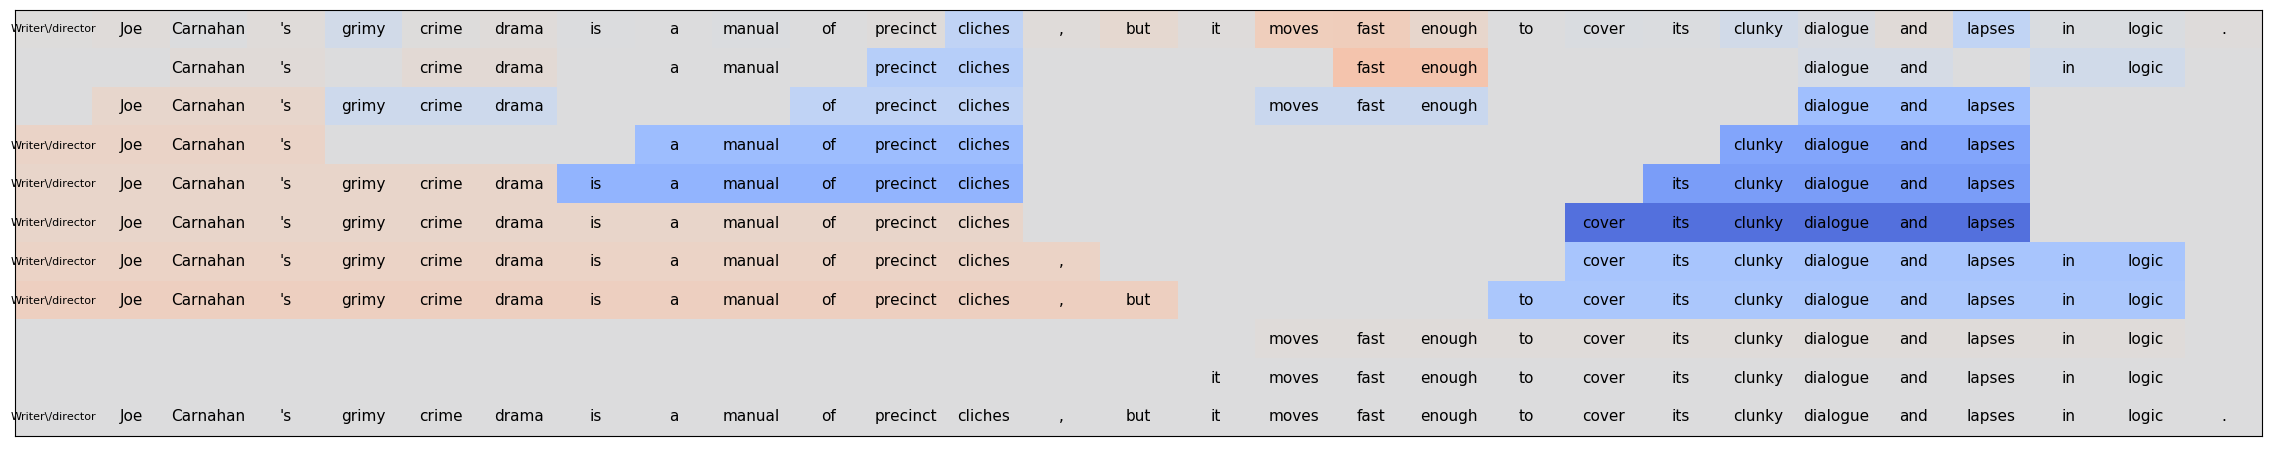 Writer\/director Joe Carnahan 's grimy crime drama is a manual of precinct cliches , but it moves fast enough to cover its clunky dialogue and lapses in logic .
Carnahan 's crime drama a manual precinct cliches fast enough dialogue and in logic
Joe Carnahan 's grimy crime drama of precinct cliches moves fast enough dialogue and lapses
Writer\/director Joe Carnahan 's a manual of precinct cliches clunky dialogue and lapses
Writer\/director Joe Carnahan 's grimy crime drama is a manual of precinct cliches its clunky dialogue and lapses
Writer\/director Joe Carnahan 's grimy crime drama is a manual of precinct cliches cover its clunky dialogue and lapses
Writer\/director Joe Carnahan 's grimy crime drama is a manual of precinct cliches , cover its clunky dialogue and lapses in logic
Writer\/director Joe Carnahan 's grimy crime drama is a manual of precinct cliches , but to cover its clunky dialogue and lapses in logic
moves fast enough to cover its clunky dialogue and lapses in logic
it moves fast enough to cover its clunky dialogue and lapses in logic
Writer\/director Joe Carnahan 's grimy crime drama is a manual of precinct cliches , but it moves fast enough to cover its clunky dialogue and lapses in logic .